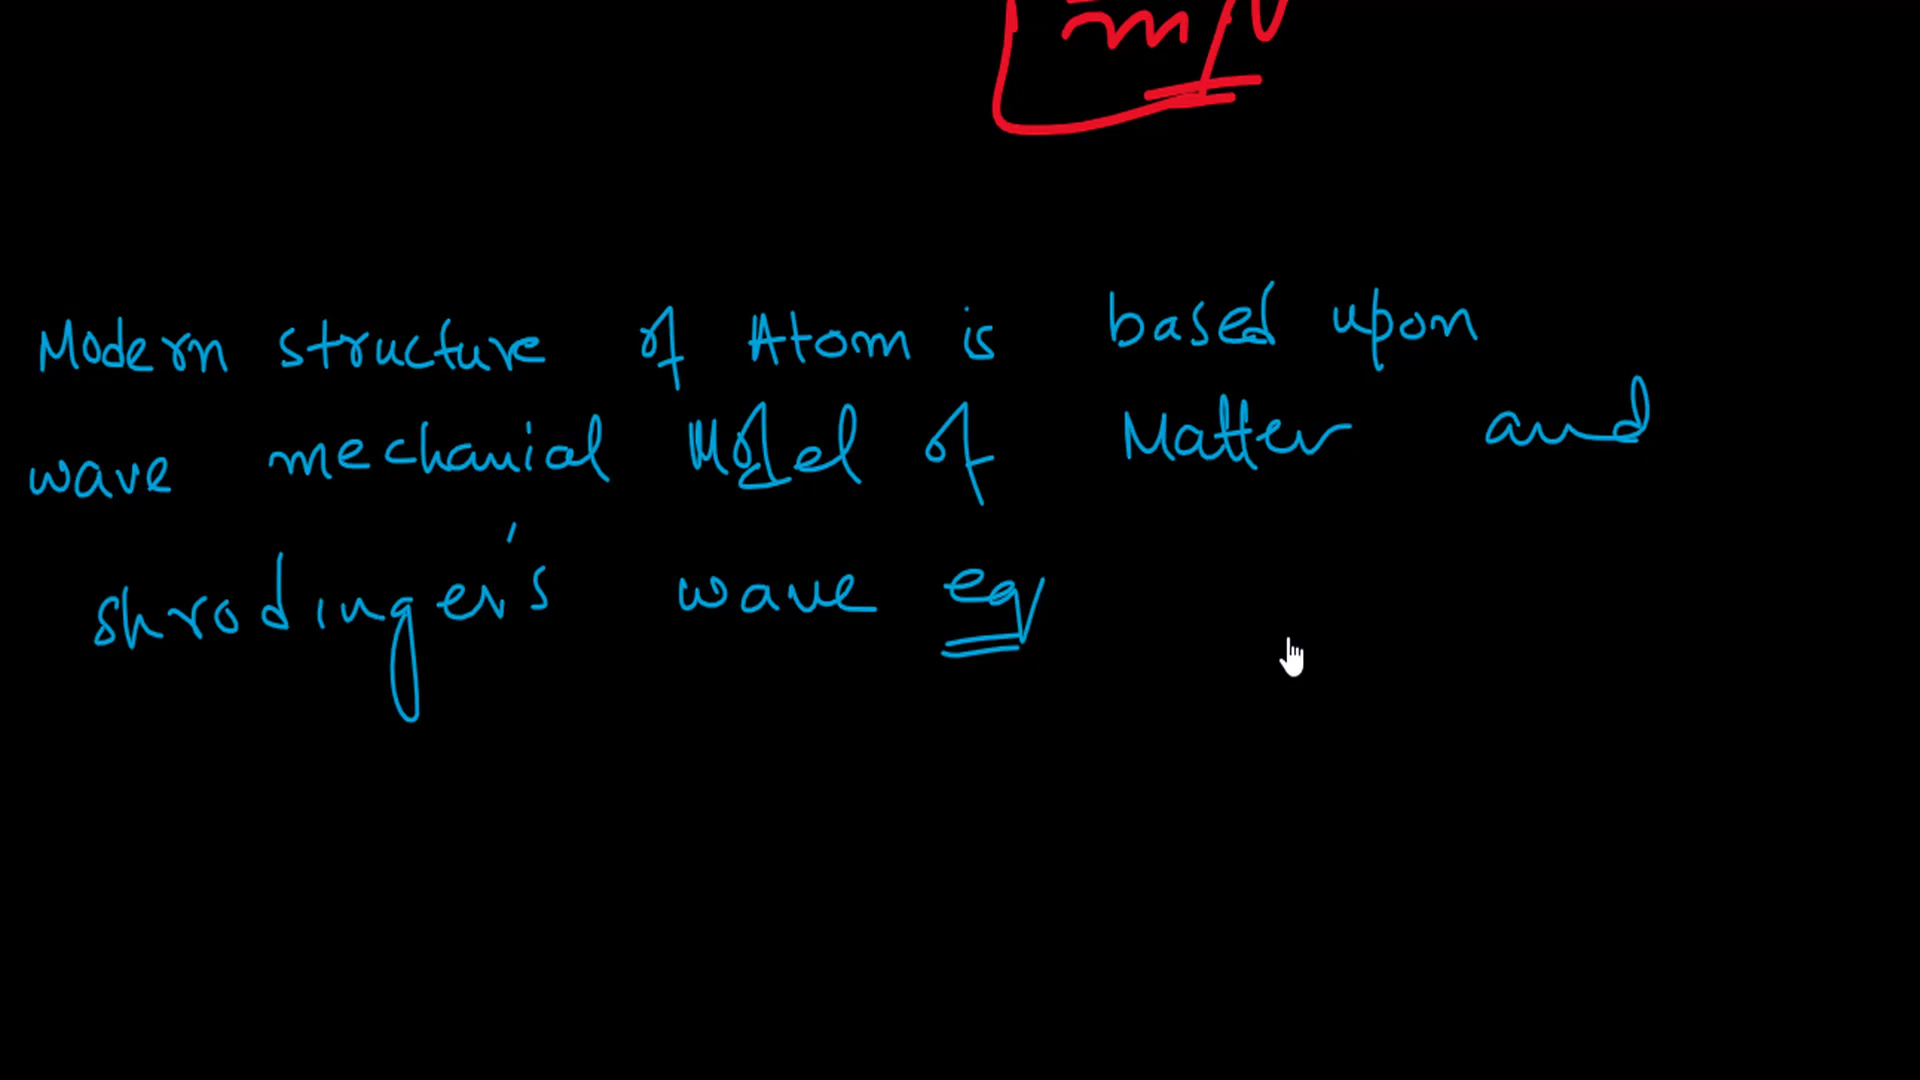 m/v
Modern structure of Atom is based upon
wave mechanial Model of Matter and
shrodinger's wave eq